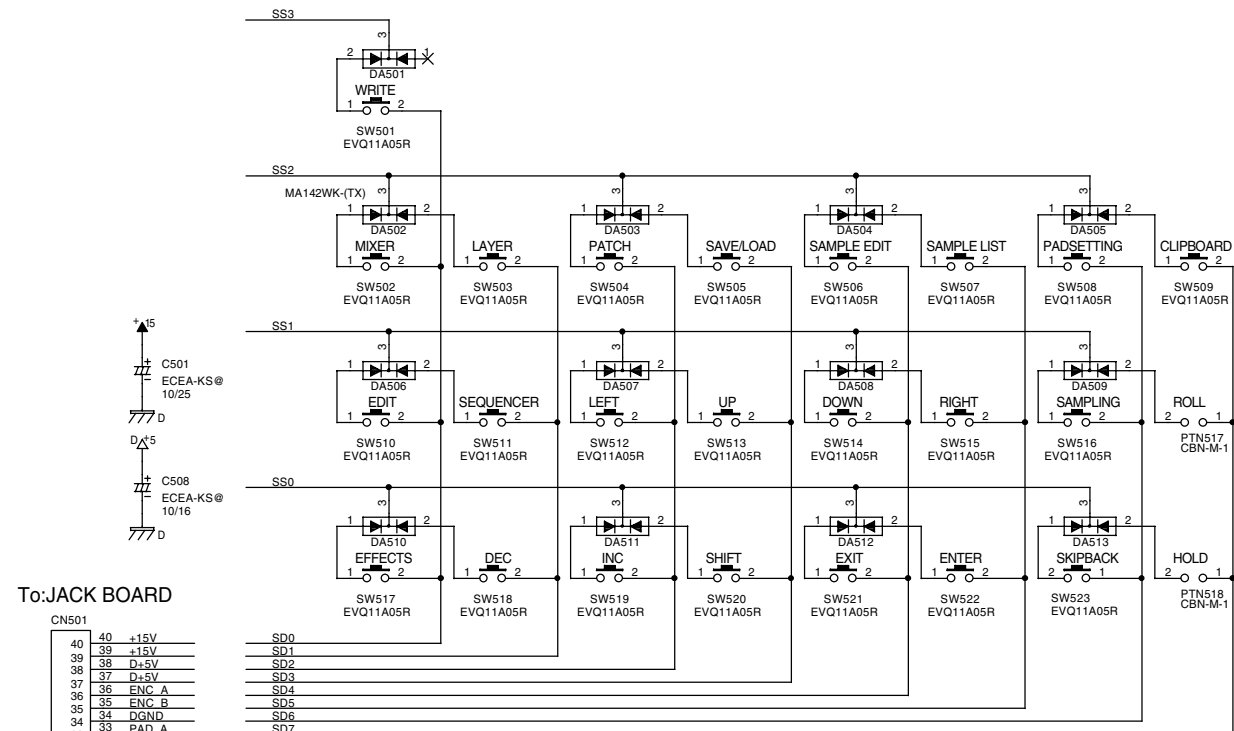 SS3
3
2 1
DA501
WRITE
1 2
SW501
EVQ11A05R
SS2
MA142WK-(TX) 3 3 3 3
1 2 1 2 1 2 1 2
DA502 DA503 DA504 DA505
MIXER LAYER PATCH SAVE/LOAD SAMPLE EDIT SAMPLE LIST PADSETTING CLIPBOARD
1 2 1 2 1 2 1 2 1 2 1 2 1 2 1 2
SW502 SW503 SW504 SW505 SW506 SW507 SW508 SW509
EVQ11A05R EVQ11A05R EVQ11A05R EVQ11A05R EVQ11A05R EVQ11A05R EVQ11A05R EVQ11A05R
SS1
3 3 3 3
1 2 1 2 1 2 1 2
DA506 DA507 DA508 DA509
EDIT SEQUENCER LEFT UP DOWN RIGHT SAMPLING ROLL
1 2 1 2 1 2 1 2 1 2 1 2 1 2 2 1
SW510 SW511 SW512 SW513 SW514 SW515 SW516 PTN517
EVQ11A05R EVQ11A05R EVQ11A05R EVQ11A05R EVQ11A05R EVQ11A05R EVQ11A05R CBN-M-1
+15
+
C501
ECEA-KS@
10/25
D
D +5
+
C508
ECEA-KS@
10/16
D
SS0
3 3 3 3
1 2 1 2 1 2 1 2
DA510 DA511 DA512 DA513
EFFECTS DEC INC SHIFT EXIT ENTER SKIPBACK HOLD
1 2 1 2 1 2 1 2 1 2 1 2 2 1 2 1
SW517 SW518 SW519 SW520 SW521 SW522 SW523 PTN518
EVQ11A05R EVQ11A05R EVQ11A05R EVQ11A05R EVQ11A05R EVQ11A05R EVQ11A05R CBN-M-1
To:JACK BOARD
CN501
40 40 +15V SD0
39 39 +15V SD1
38 38 D+5V SD2
37 37 D+5V SD3
36 36 ENC_A SD4
35 35 ENC_B SD5
34 34 DGND SD6
33 PAD_A SD7